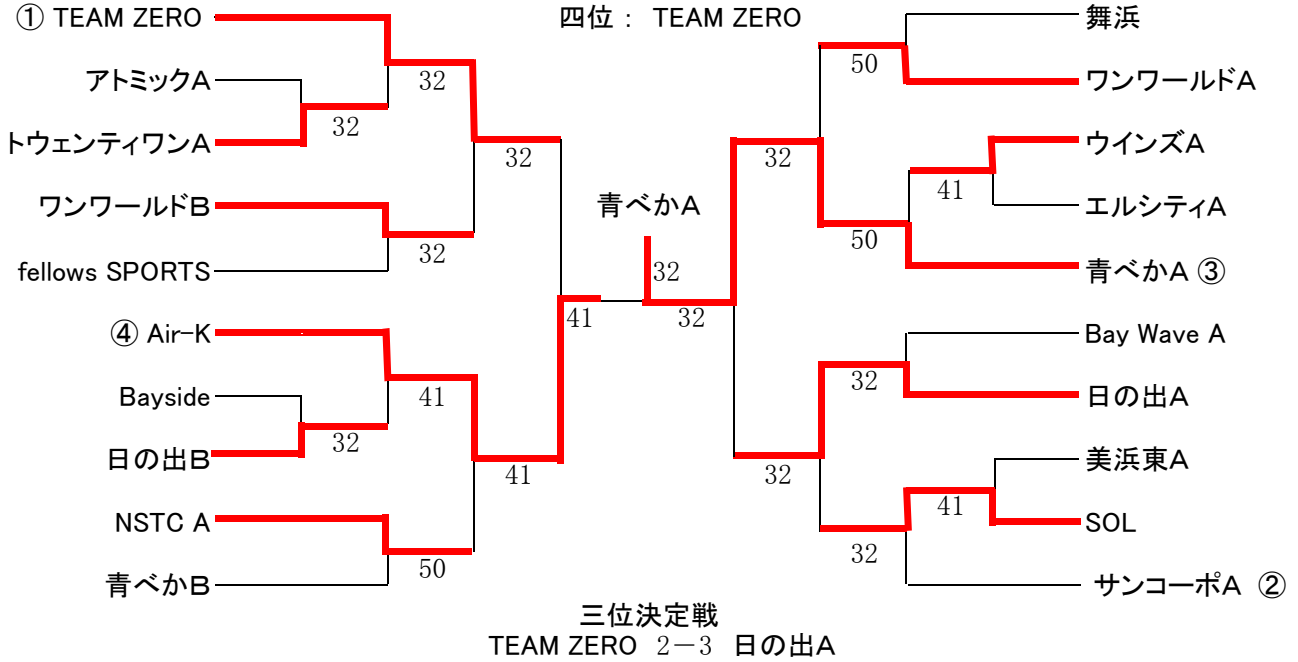 ① TEAM ZERO
アトミックA
32
トウェンティワンA
32
32
ワンワールドB
32
fellows SPORTS
④ Air-K
41
Bayside
41
日の出B
32
41
NSTC A
50
青べかB
四位： TEAM ZERO
青べかA
32
32
舞浜
50
ワンワールドA
32
ウインズA
41
エルシティA
50
青べかA ③
Bay Wave A
32
日の出A
32
美浜東A
41
SOL
32
サンコーポA ②
三位決定戦
TEAM ZERO 2－3 日の出A